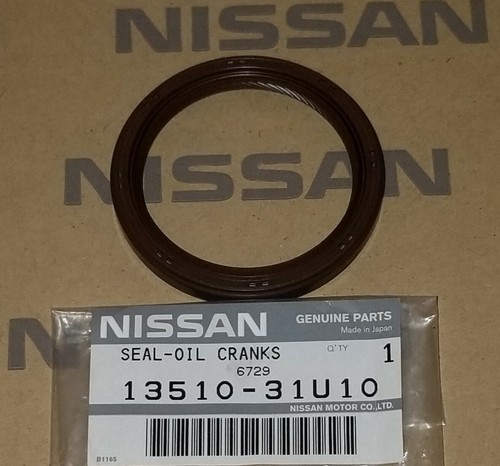 NISSAN
NISSAN
N
NISSAN GENUINE PARTS
Made in Japan
SEAL-OIL CRANKS Q'TY 1
6729
13510-31U10
NISSAN MOTOR CO.,LTD.
B1165